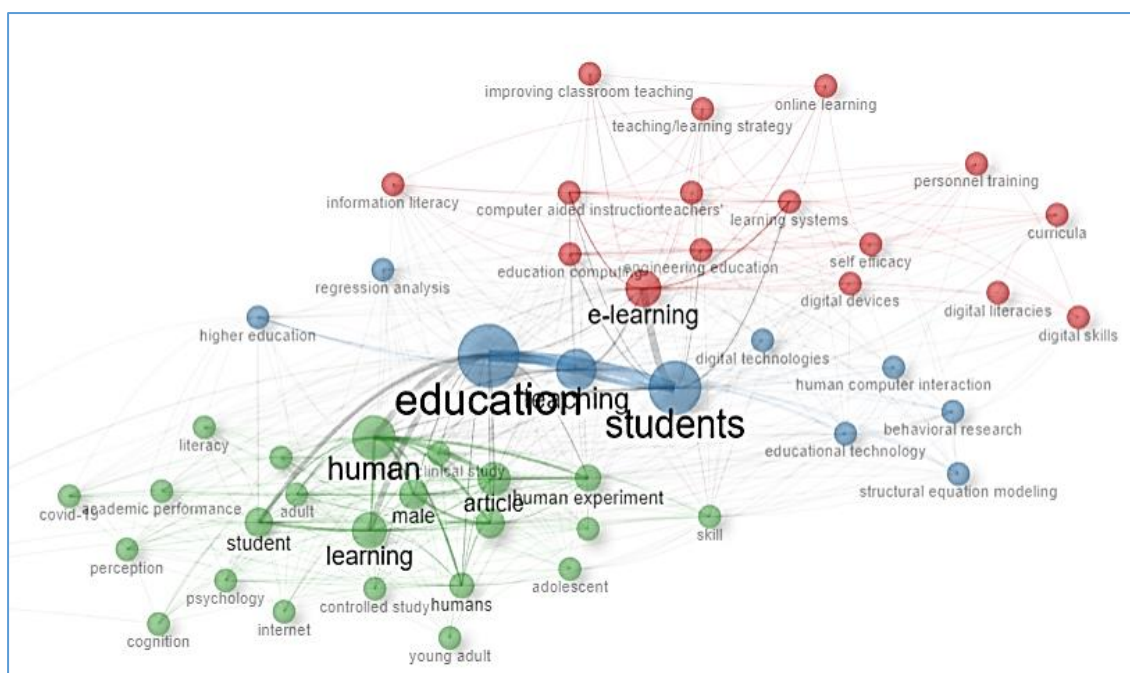 improving classroom teaching
online learning
teaching/learning strategy
personnel training
information literacy
computer aided instruction
teachers'
learning systems
curricula
self efficacy
education computing
engineering education
regression analysis
digital devices
digital literacies
e-learning
higher education
digital skills
digital technologies
human computer interaction
education
teaching
students
behavioral research
literacy
educational technology
human
clinical study
structural equation modeling
human experiment
covid-19
academic performance
adult
article
male
skill
student
learning
perception
psychology
controlled study
humans
adolescent
internet
cognition
young adult